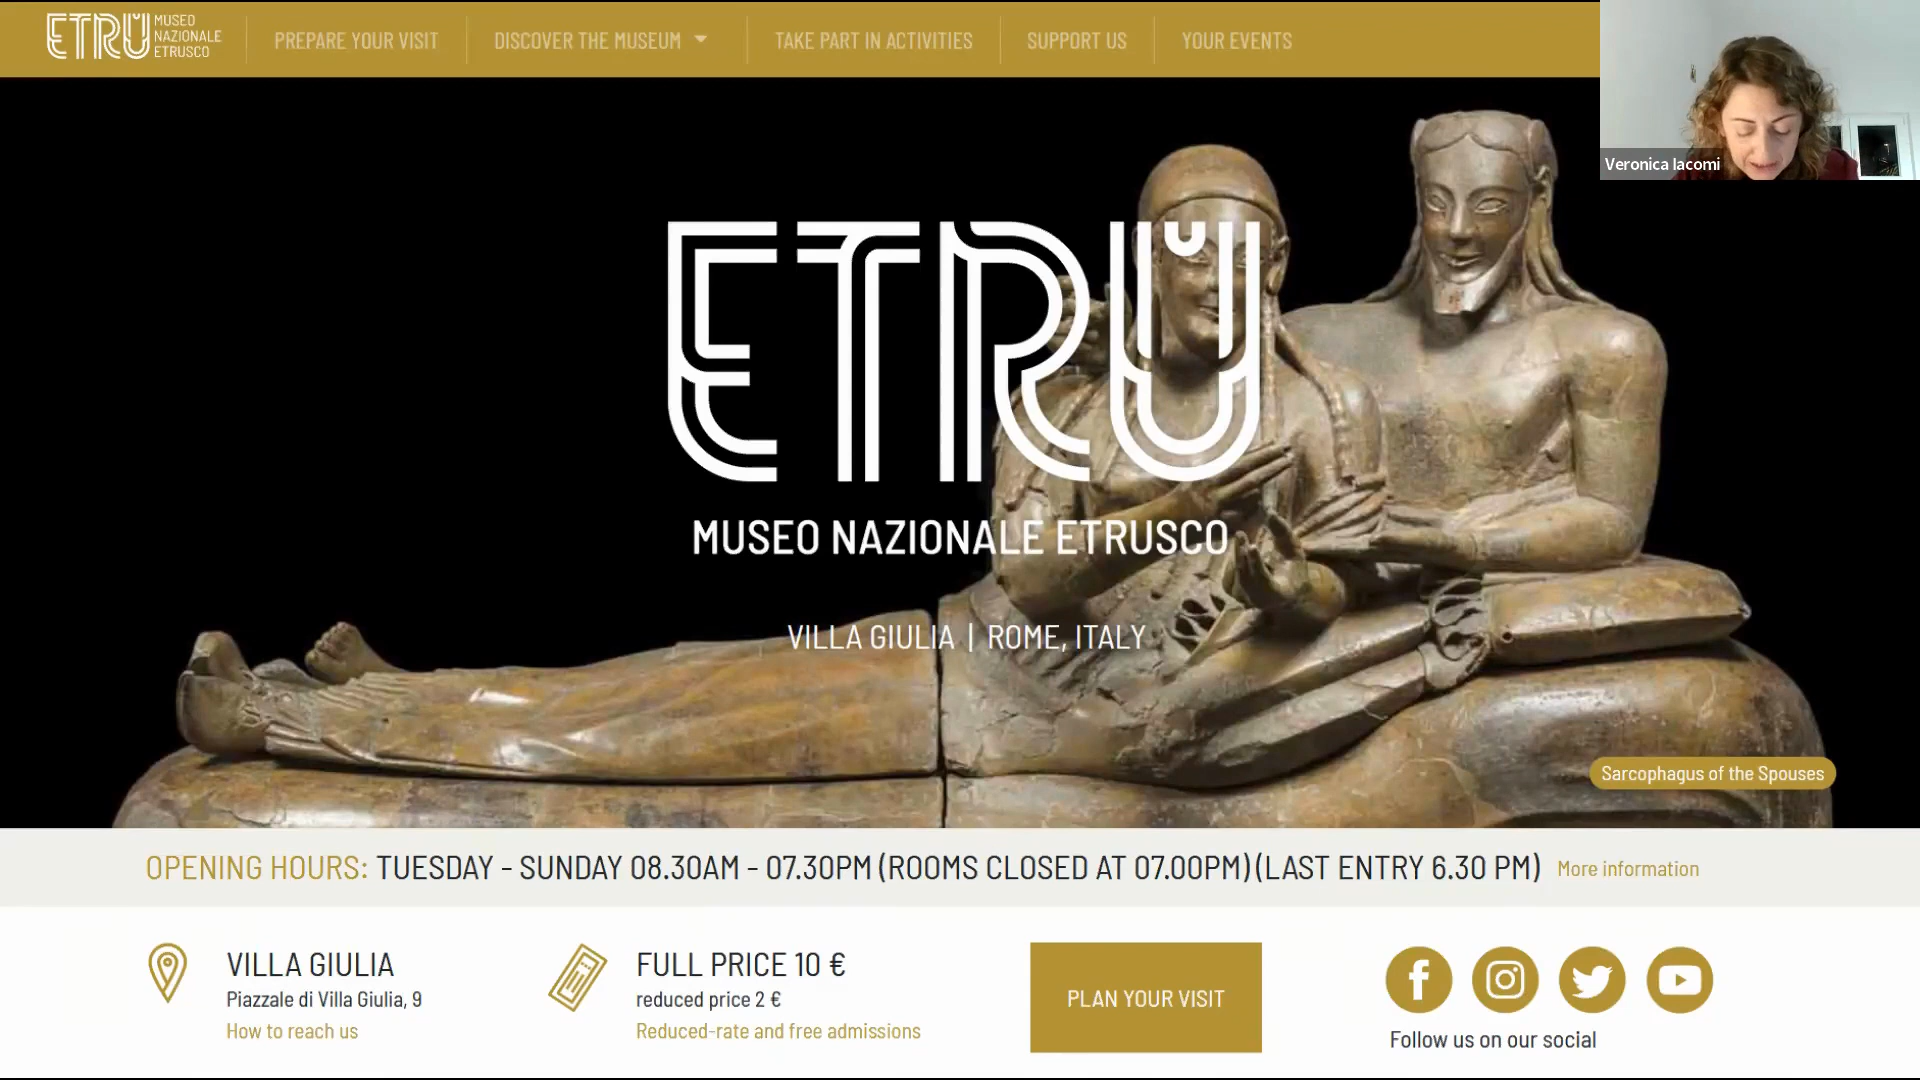 ETRU MUSEO
NAZIONALE
ETRUSCO
PREPARE YOUR VISIT
DISCOVER THE MUSEUM
TAKE PART IN ACTIVITIES
SUPPORT US
YOUR EVENTS
Veronica Iacomi
ETRU
MUSEO NAZIONALE ETRUSCO
VILLA GIULIA | ROME, ITALY
Sarcophagus of the Spouses
OPENING HOURS: TUESDAY - SUNDAY 08.30AM - 07.30PM (ROOMS CLOSED AT 07.00PM) (LAST ENTRY 6.30 PM) More information
VILLA GIULIA
Piazzale di Villa Giulia, 9
How to reach us
FULL PRICE 10 €
reduced price 2 €
Reduced-rate and free admissions
PLAN YOUR VISIT
Follow us on our social